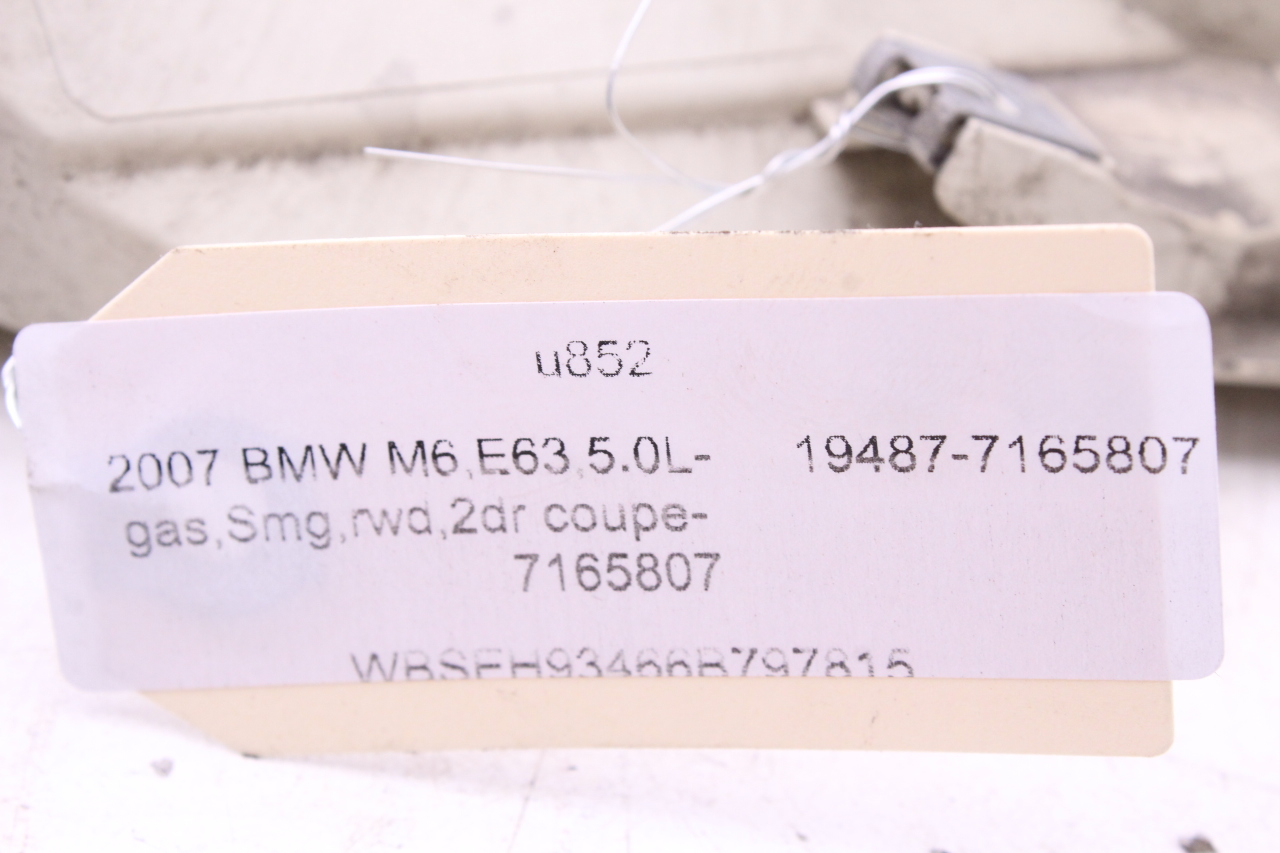 u852
2007 BMW M6,E63,5.0L- 19487-7165807
gas,Smg,rwd,2dr coupe-
7165807
WBSEH93466B797815